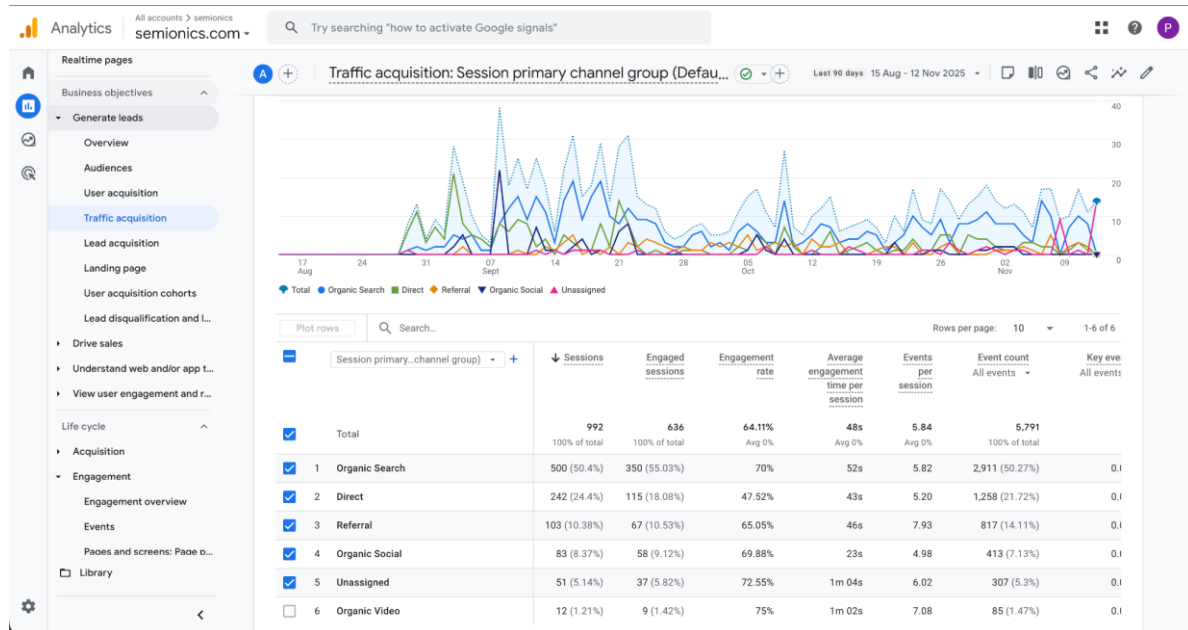 Analytics
All accounts > semionics
semionics.com
Try searching "how to activate Google signals"
P
Realtime pages
Business objectives
Generate leads
Overview
Audiences
User acquisition
Traffic acquisition
Lead acquisition
Landing page
User acquisition cohorts
Lead disqualification and l...
Drive sales
Understand web and/or app t...
View user engagement and r...
Life cycle
Acquisition
Engagement
Engagement overview
Events
Pages and screens: Page p...
Library
A
Traffic acquisition: Session primary channel group (Defau...
Last 90 days 15 Aug - 12 Nov 2025
40
30
20
10
0
17 Aug 24 31 07 Sept 14 21 28 05 Oct 12 19 26 02 Nov 09
Total Organic Search Direct Referral Organic Social Unassigned
Plot rows Search... Rows per page: 10 1-6 of 6
Session primary...channel group) + Sessions Engaged sessions Engagement rate Average engagement time per session Events per session Event count All events Key eve All events
Total 992 636 64.11% 48s 5.84 5,791
100% of total 100% of total Avg 0% Avg 0% Avg 0% 100% of total
1 Organic Search 500 (50.4%) 350 (55.03%) 70% 52s 5.82 2,911 (50.27%) 0.
2 Direct 242 (24.4%) 115 (18.08%) 47.52% 43s 5.20 1,258 (21.72%) 0.
3 Referral 103 (10.38%) 67 (10.53%) 65.05% 46s 7.93 817 (14.11%) 0.
4 Organic Social 83 (8.37%) 58 (9.12%) 69.88% 23s 4.98 413 (7.13%) 0.
5 Unassigned 51 (5.14%) 37 (5.82%) 72.55% 1m 04s 6.02 307 (5.3%) 0.
6 Organic Video 12 (1.21%) 9 (1.42%) 75% 1m 02s 7.08 85 (1.47%) 0.